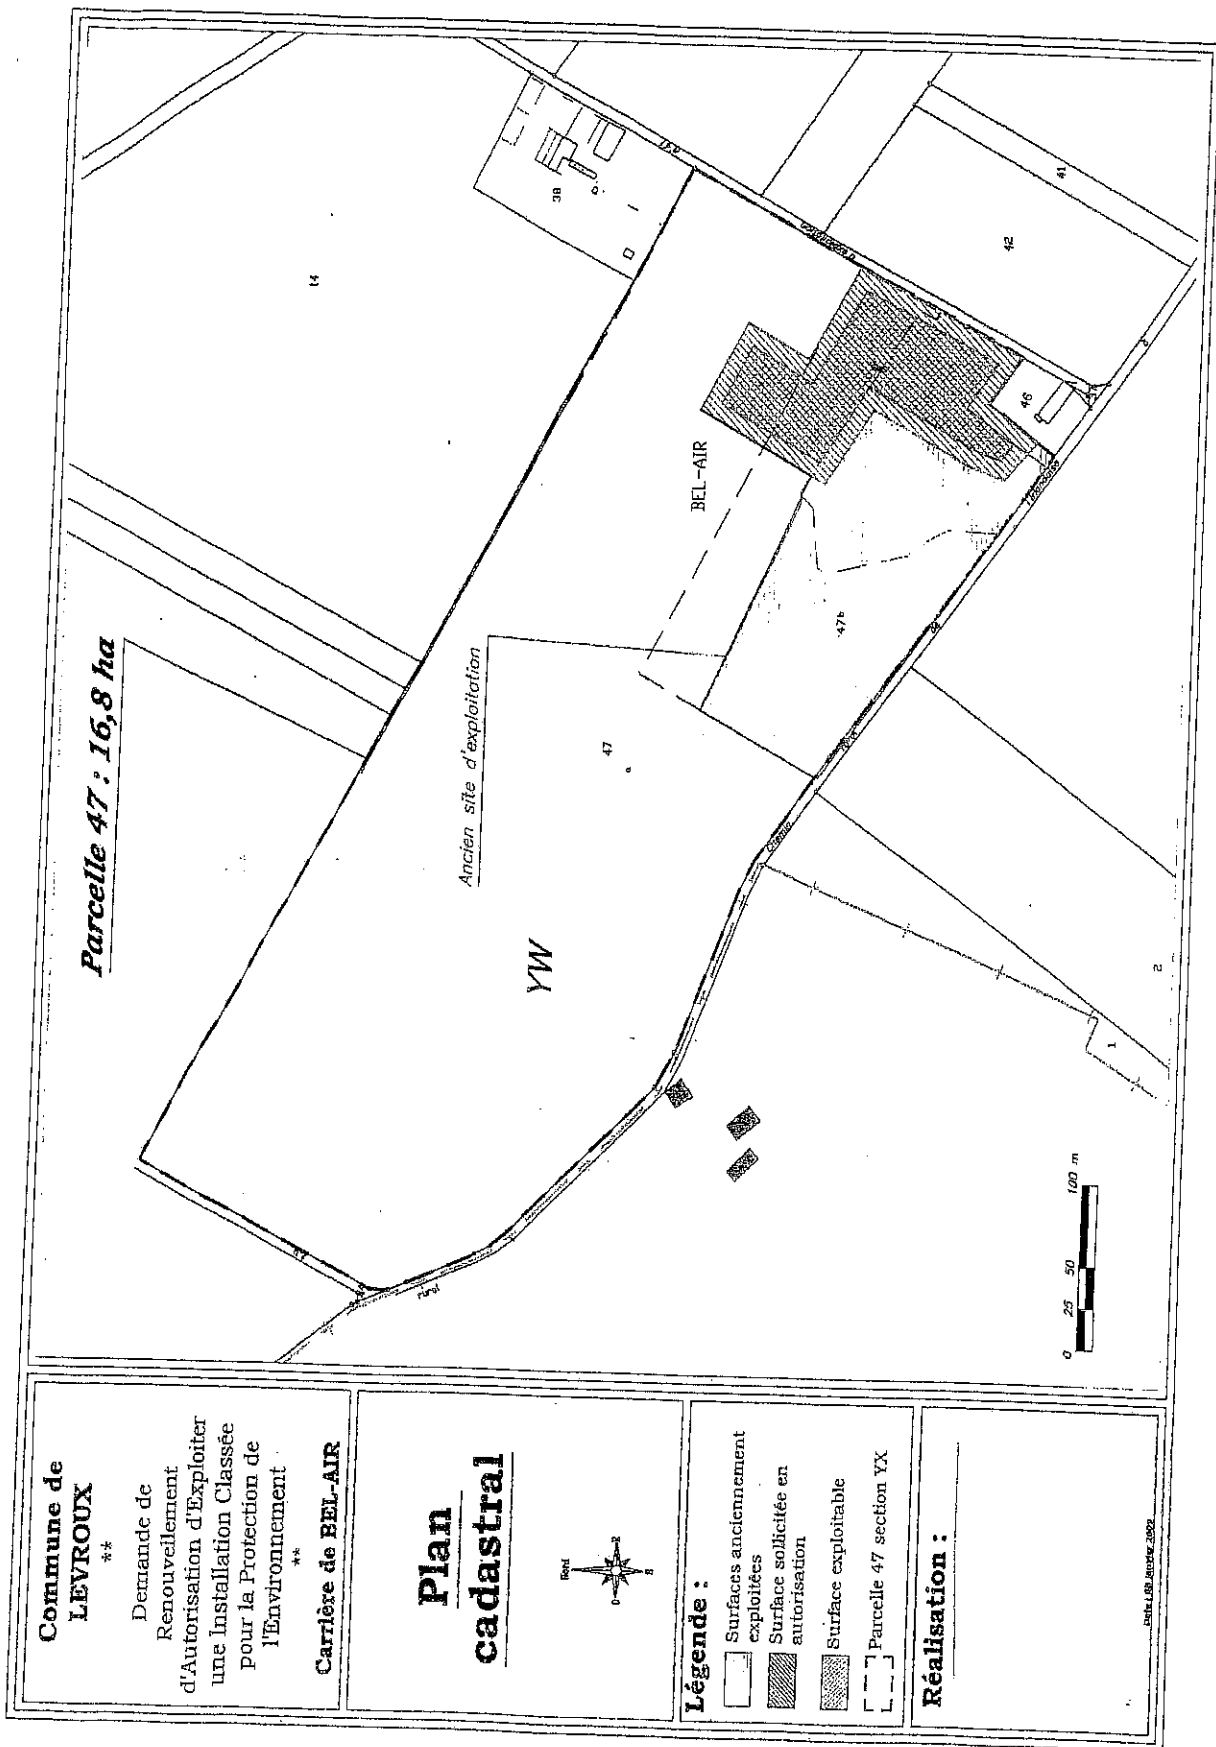 Commune de
LEVROUX
**
Demande de
Renouvellement
d'Autorisation d'Exploiter
une Installation Classée
pour la Protection de
l'Environnement
**
Carrière de BEL-AIR
Plan
cadastral
Nord
O
E
S
Légende :
Surfaces anciennement
exploitées
Surface sollicitée en
autorisation
Surface exploitable
Parcelle 47 section YX
Réalisation :
Parcelle 47 : 16,8 ha
Ancien site d'exploitation
YW
BEL-AIR
14
38
41
42
46
47
47b
1
2
Chemin
rural
de
0
25
50
100 m